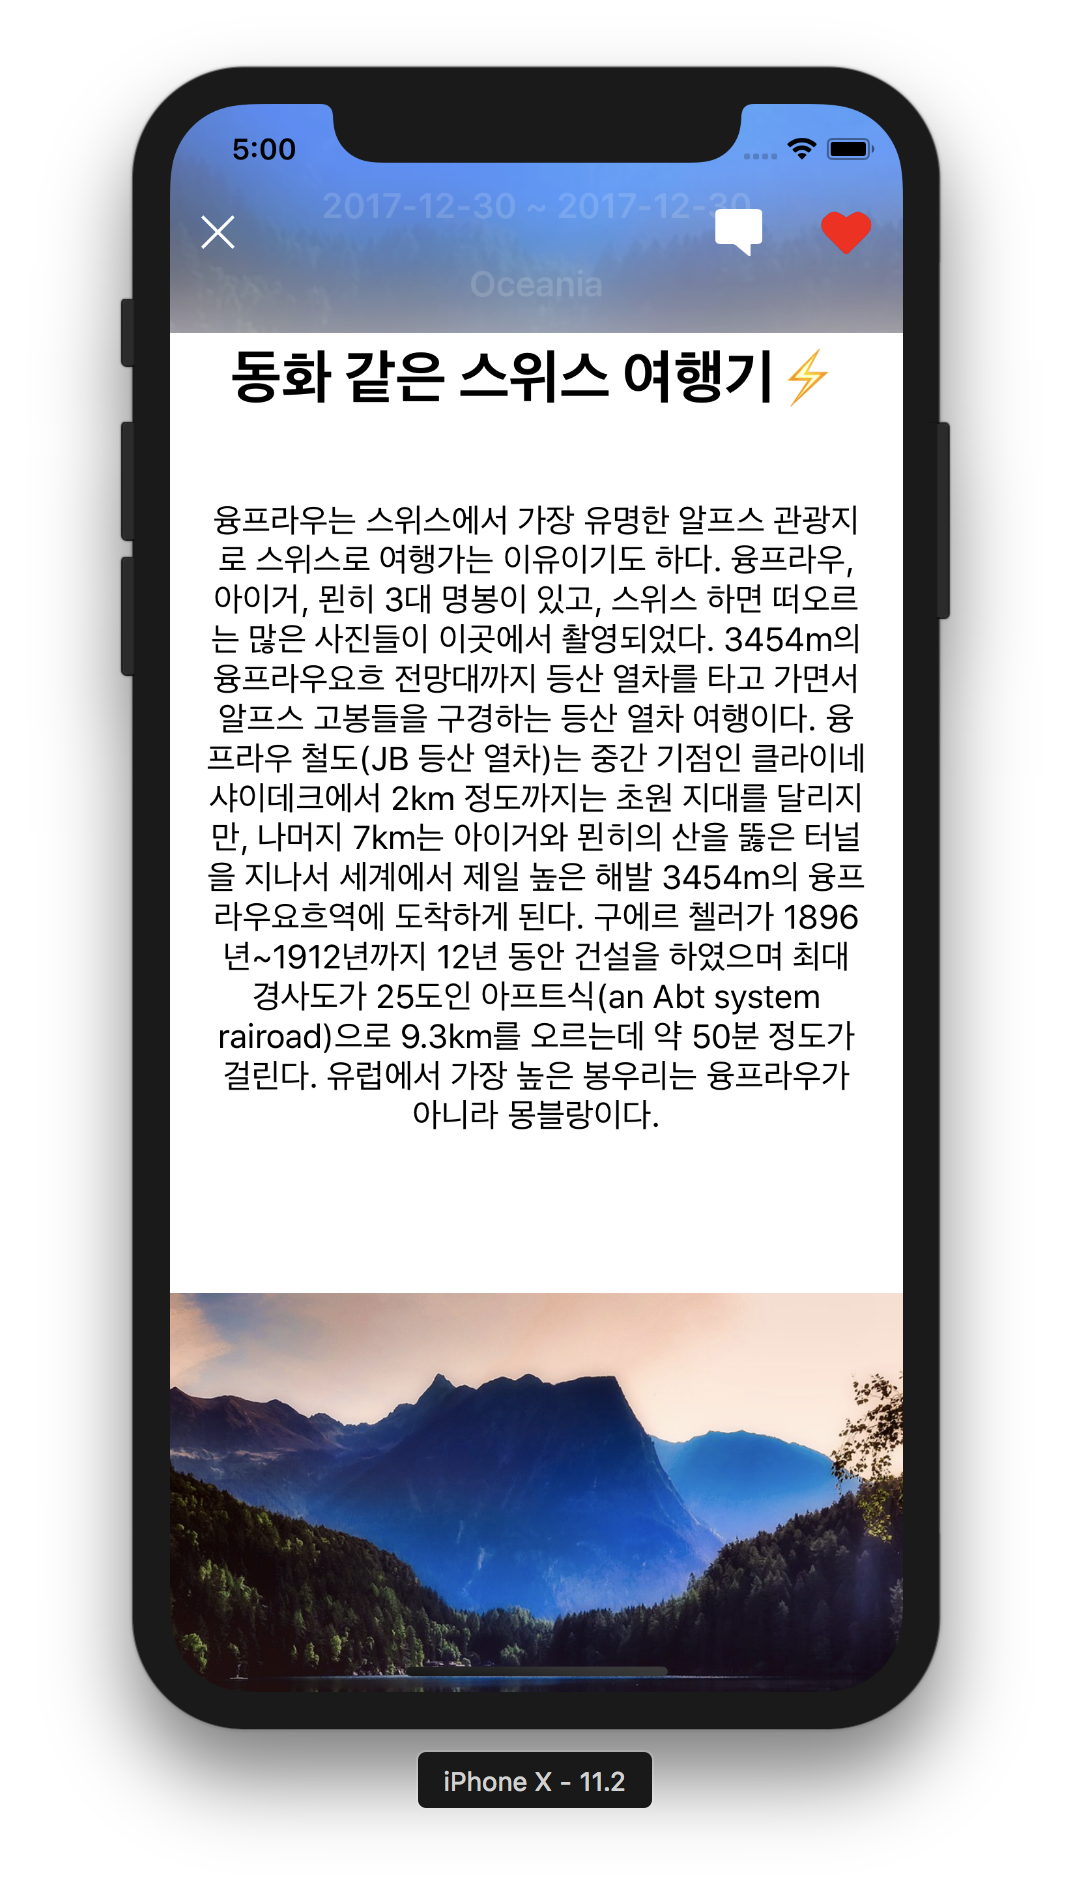 5:00
2017-12-30 ~ 2017-12-30
Oceania
동화 같은 스위스 여행기⚡
융프라우는 스위스에서 가장 유명한 알프스 관광지
로 스위스로 여행가는 이유이기도 하다. 융프라우,
아이거, 묀히 3대 명봉이 있고, 스위스 하면 떠오르
는 많은 사진들이 이곳에서 촬영되었다. 3454m의
융프라우요흐 전망대까지 등산 열차를 타고 가면서
알프스 고봉들을 구경하는 등산 열차 여행이다. 융
프라우 철도(JB 등산 열차)는 중간 기점인 클라이네
샤이데크에서 2km 정도까지는 초원 지대를 달리지
만, 나머지 7km는 아이거와 묀히의 산을 뚫은 터널
을 지나서 세계에서 제일 높은 해발 3454m의 융프
라우요흐역에 도착하게 된다. 구에르 첼러가 1896
년~1912년까지 12년 동안 건설을 하였으며 최대
경사도가 25도인 아프트식(an Abt system
rairoad)으로 9.3km를 오르는데 약 50분 정도가
걸린다. 유럽에서 가장 높은 봉우리는 융프라우가
아니라 몽블랑이다.
iPhone X - 11.2